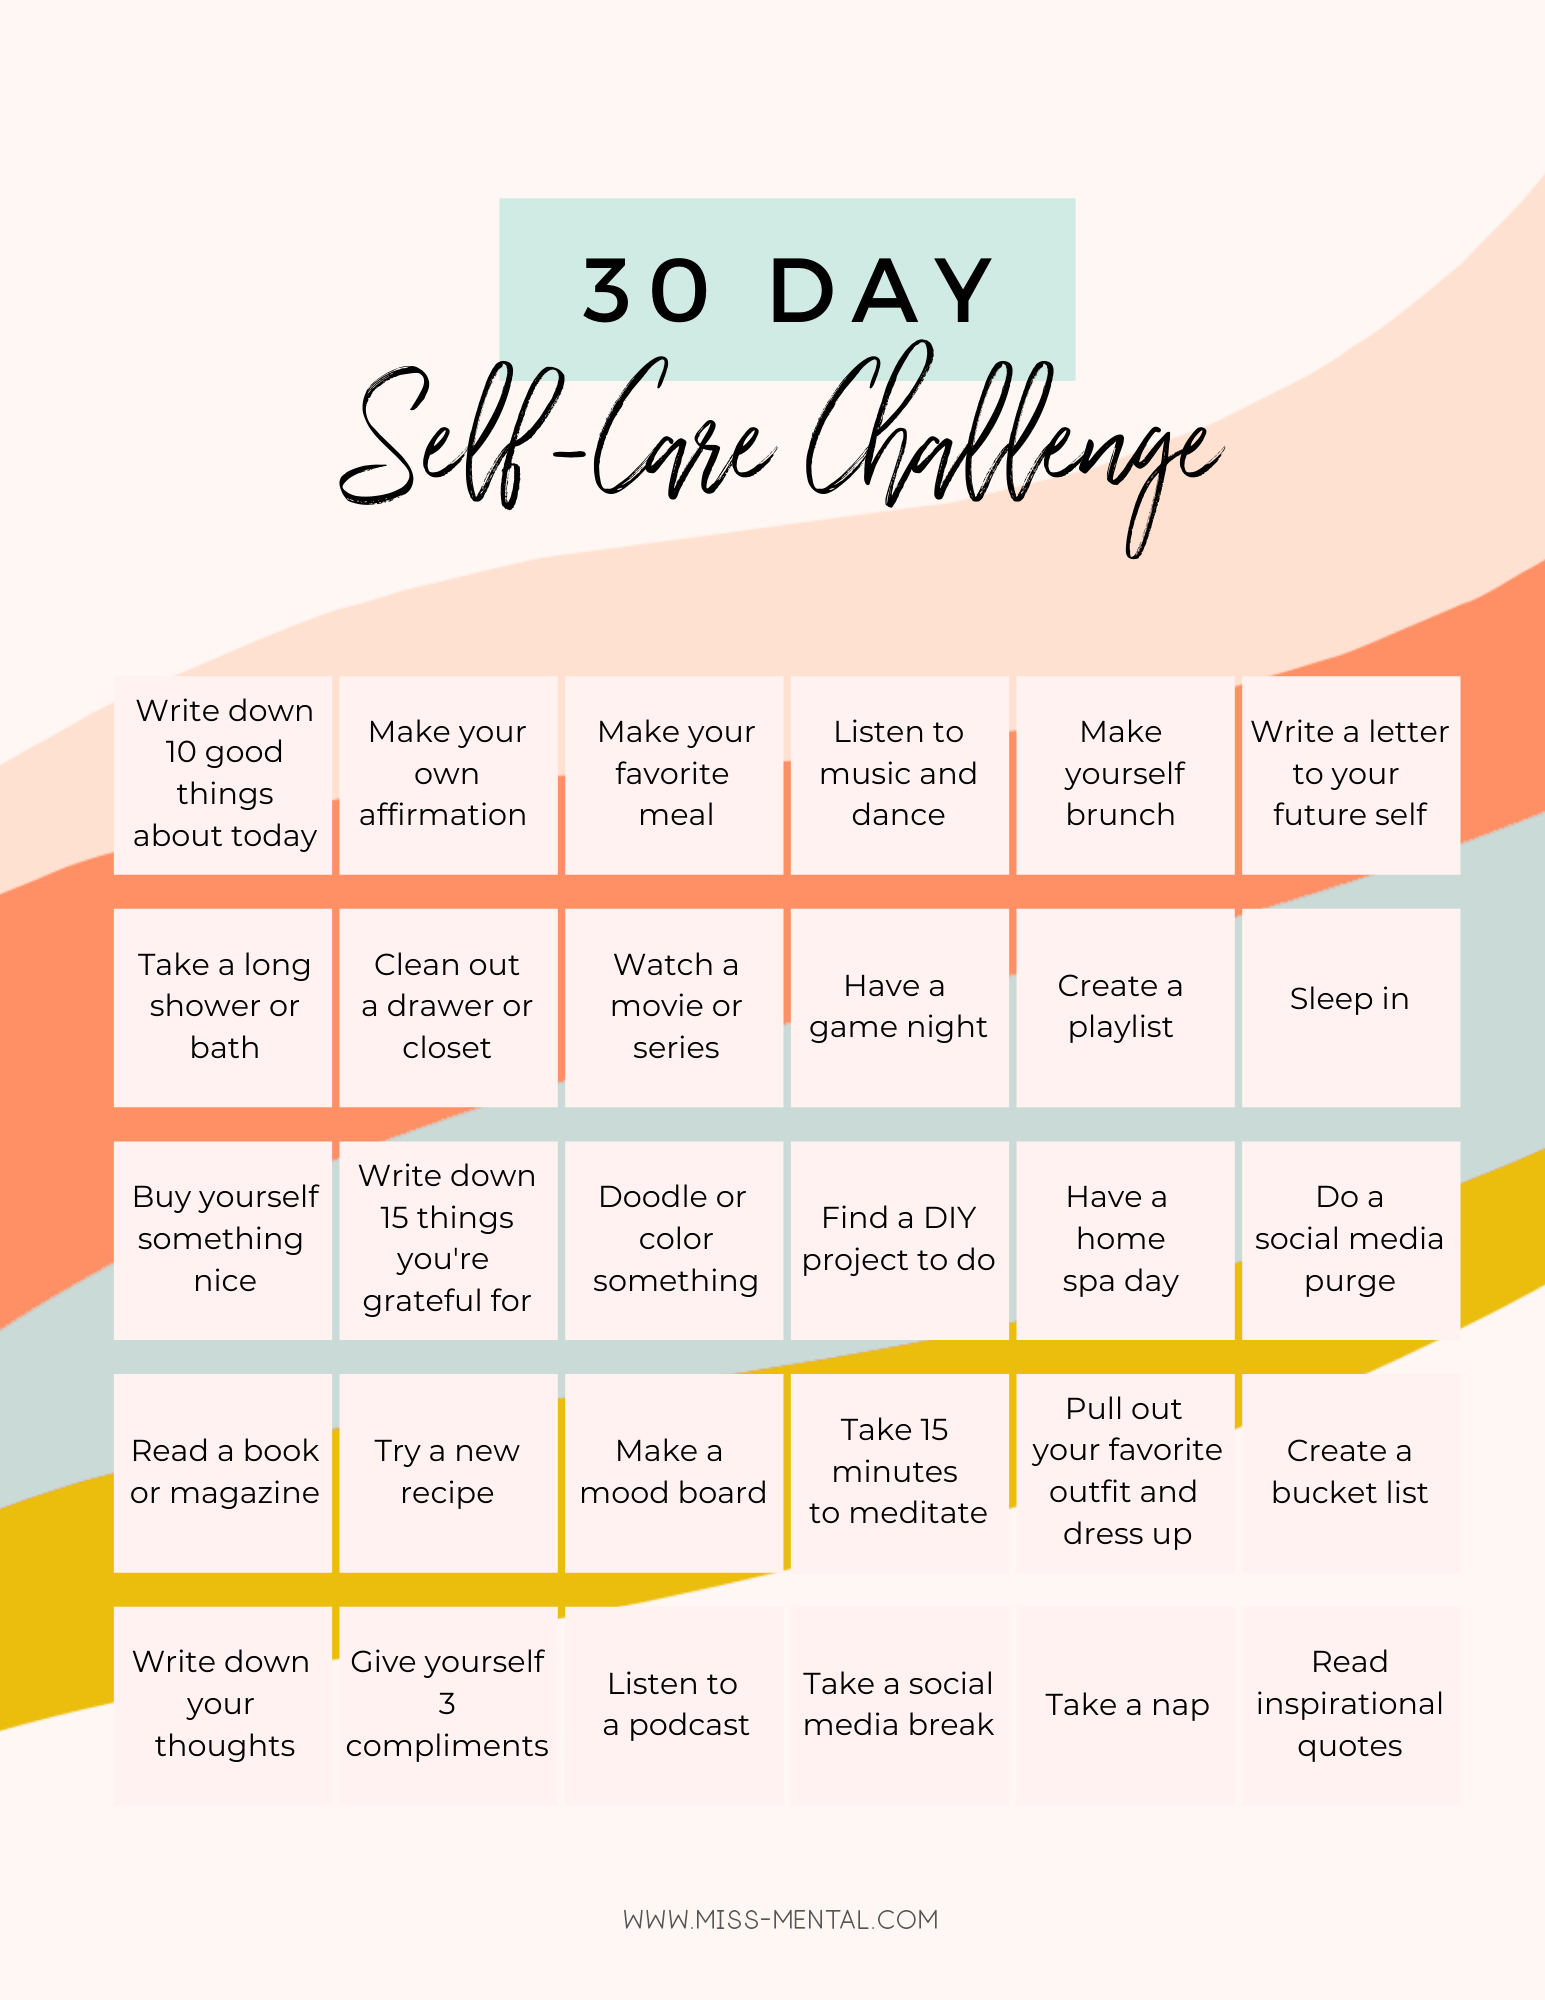 30 DAY
Self-Care Challenge
Write down
10 good
things
about today
Make your
own
affirmation
Make your
favorite
meal
Listen to
music and
dance
Make
yourself
brunch
Write a letter
to your
future self
Take a long
shower or
bath
Clean out
a drawer or
closet
Watch a
movie or
series
Have a
game night
Create a
playlist
Sleep in
Buy yourself
something
nice
Write down
15 things
you're
grateful for
Doodle or
color
something
Find a DIY
project to do
Have a
home
spa day
Do a
social media
purge
Read a book
or magazine
Try a new
recipe
Make a
mood board
Take 15
minutes
to meditate
Pull out
your favorite
outfit and
dress up
Create a
bucket list
Write down
your
thoughts
Give yourself
3
compliments
Listen to
a podcast
Take a social
media break
Take a nap
Read
inspirational
quotes
WWW.MISS-MENTAL.COM